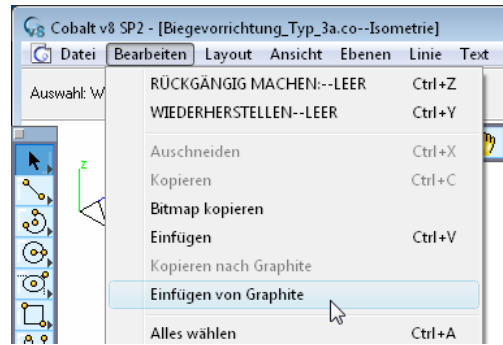 Cobalt v8 SP2 - [Biegevorrichtung_Typ_3a.co--Isometrie]
Datei Bearbeiten Layout Ansicht Ebenen Linie Text
Auswahl: W
RÜCKGÄNGIG MACHEN:--LEER Ctrl+Z
WIEDERHERSTELLEN--LEER Ctrl+Y
Auschneiden Ctrl+X
Kopieren Ctrl+C
Bitmap kopieren
Einfügen Ctrl+V
Kopieren nach Graphite
Einfügen von Graphite
Alles wählen Ctrl+A
z